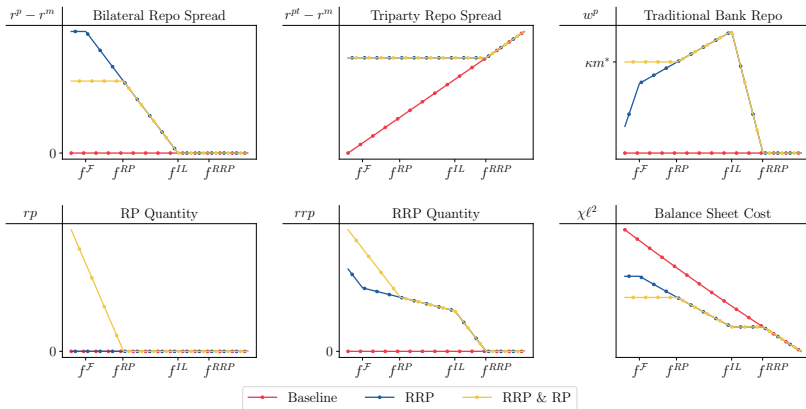 r^p − r^m Bilateral Repo Spread
0
f^𝓕 f^{RP} f^{IL} f^{RRP}
r^{pt} − r^m Triparty Repo Spread
f^𝓕 f^{RP} f^{IL} f^{RRP}
w^p Traditional Bank Repo
κm*
f^𝓕 f^{RP} f^{IL} f^{RRP}
rp RP Quantity
0
f^𝓕 f^{RP} f^{IL} f^{RRP}
rrp RRP Quantity
0
f^𝓕 f^{RP} f^{IL} f^{RRP}
χℓ² Balance Sheet Cost
f^𝓕 f^{RP} f^{IL} f^{RRP}
Baseline RRP RRP & RP